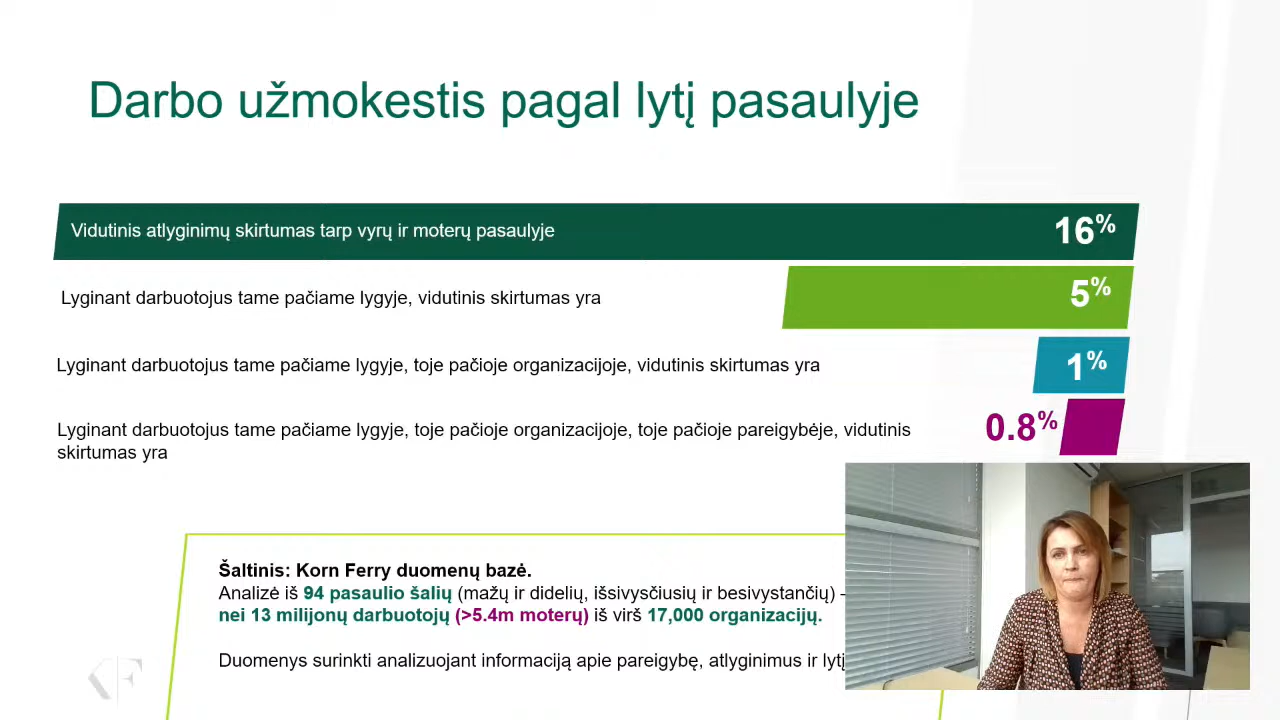 Darbo užmokestis pagal lytį pasaulyje
Vidutinis atlyginimų skirtumas tarp vyrų ir moterų pasaulyje
16%
Lyginant darbuotojus tame pačiame lygyje, vidutinis skirtumas yra
5%
Lyginant darbuotojus tame pačiame lygyje, toje pačioje organizacijoje, vidutinis skirtumas yra
1%
Lyginant darbuotojus tame pačiame lygyje, toje pačioje organizacijoje, toje pačioje pareigybėje, vidutinis
skirtumas yra
0.8%
Šaltinis: Korn Ferry duomenų bazė.
Analizė iš 94 pasaulio šalių (mažų ir didelių, išsivysčiusių ir besivystančių) -
nei 13 milijonų darbuotojų (>5.4m moterų) iš virš 17,000 organizacijų.
Duomenys surinkti analizuojant informaciją apie pareigybę, atlyginimus ir lytį
KF